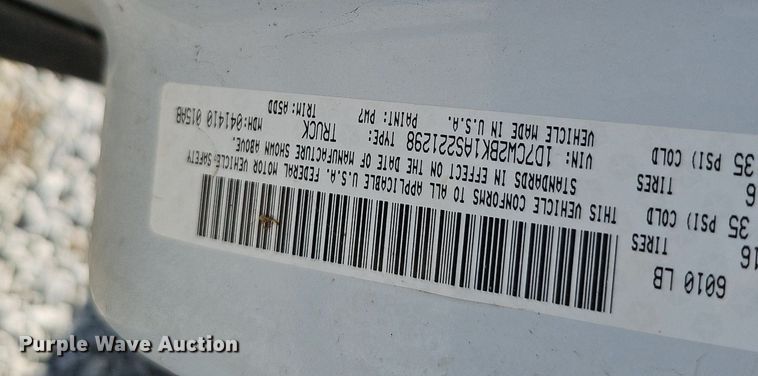 6010 LB
TIRES
16
35 PSI) COLD
TIRES
16
35 PSI) COLD
THIS VEHICLE CONFORMS TO ALL APPLICABLE U.S.A. FEDERAL MOTOR VEHICLE SAFETY
STANDARDS IN EFFECT ON THE DATE OF MANUFACTURE SHOWN ABOVE.
VIN: 1D7CW2BK1AS221298 TYPE: TRUCK MDH: 041410 015AB
VEHICLE MADE IN U.S.A. PAINT: PW7 TRIM: A5DD
Purple Wave Auction